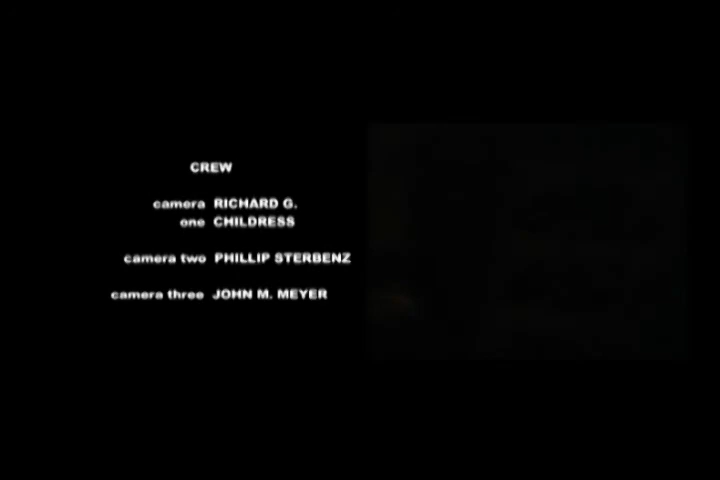 CREW
camera RICHARD G.
one CHILDRESS
camera two PHILLIP STERBENZ
camera three JOHN M. MEYER